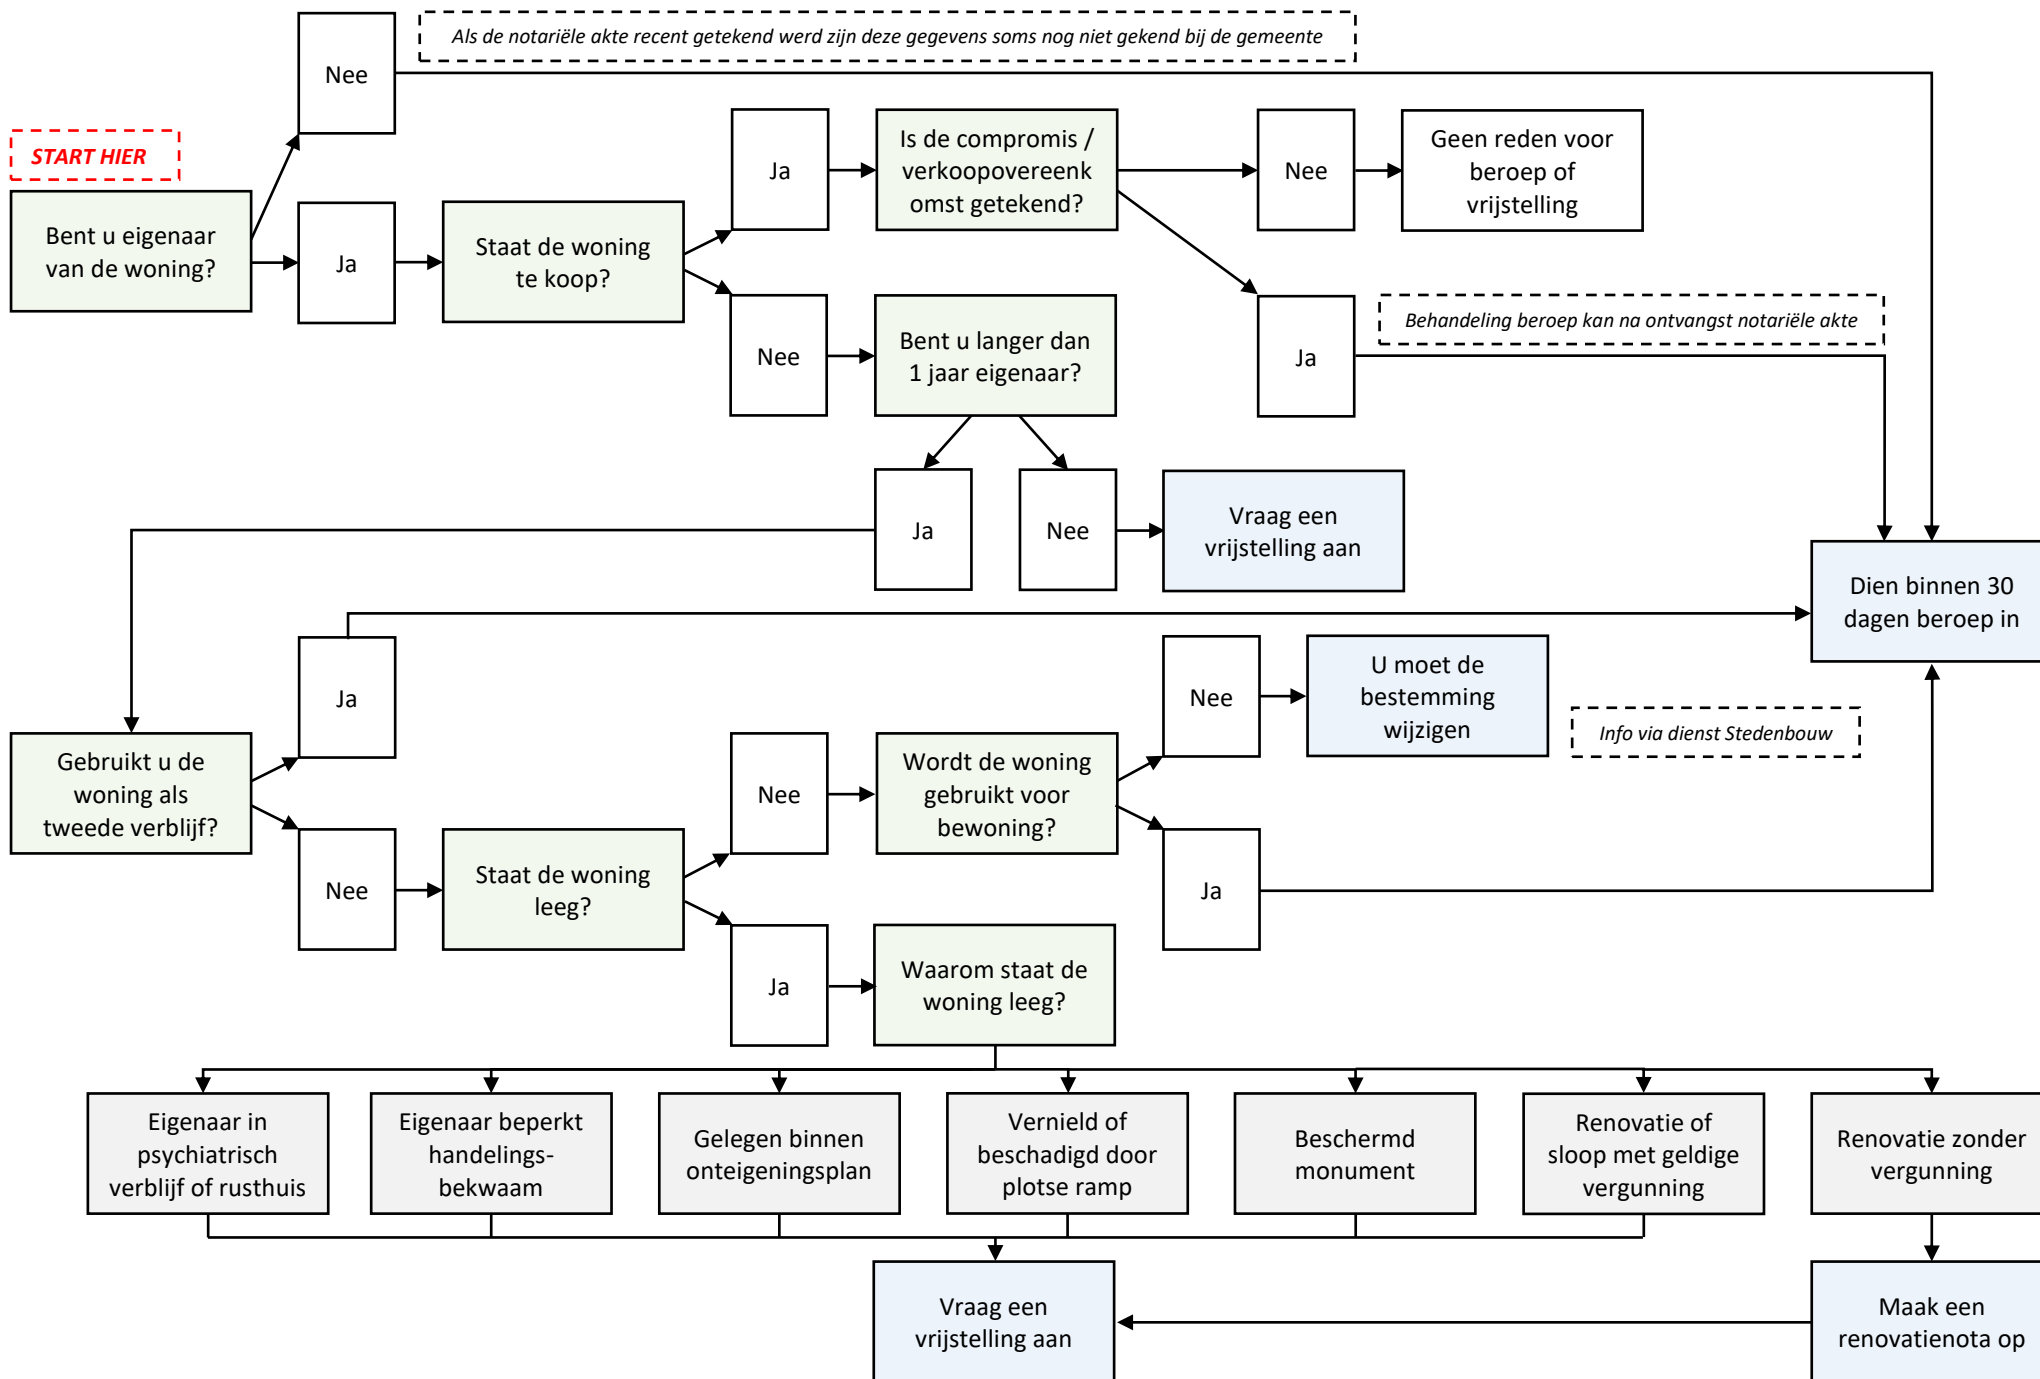 Als de notariële akte recent getekend werd zijn deze gegevens soms nog niet gekend bij de gemeente
Nee
START HIER
Bent u eigenaar
van de woning?
Ja
Staat de woning
te koop?
Ja
Is de compromis /
verkoopovereenk
omst getekend?
Nee
Geen reden voor
beroep of
vrijstelling
Nee
Bent u langer dan
1 jaar eigenaar?
Ja
Behandeling beroep kan na ontvangst notariële akte
Ja
Nee
Vraag een
vrijstelling aan
Dien binnen 30
dagen beroep in
Gebruikt u de
woning als
tweede verblijf?
Ja
Nee
Staat de woning
leeg?
Nee
Wordt de woning
gebruikt voor
bewoning?
Nee
U moet de
bestemming
wijzigen
Info via dienst Stedenbouw
Ja
Ja
Waarom staat de
woning leeg?
Eigenaar in
psychiatrisch
verblijf of rusthuis
Eigenaar beperkt
handelings-
bekwaam
Gelegen binnen
onteigeningsplan
Vernield of
beschadigd door
plotse ramp
Beschermd
monument
Renovatie of
sloop met geldige
vergunning
Renovatie zonder
vergunning
Vraag een
vrijstelling aan
Maak een
renovatienota op